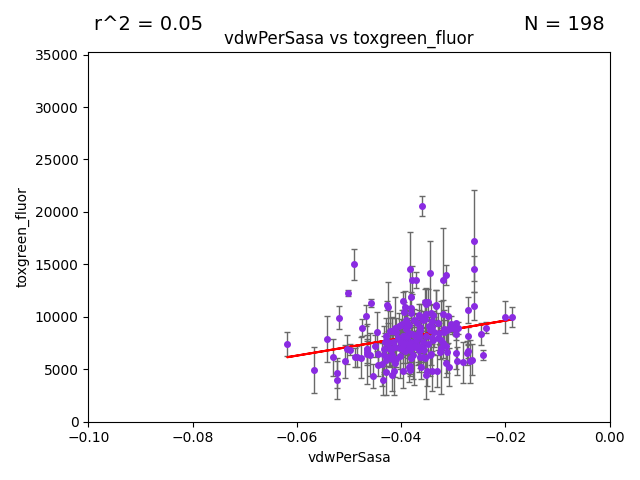 r^2 = 0.05
N = 198
vdwPerSasa vs toxgreen_fluor
35000
30000
25000
20000
15000
10000
5000
0
toxgreen_fluor
−0.10
−0.08
−0.06
−0.04
−0.02
0.00
vdwPerSasa